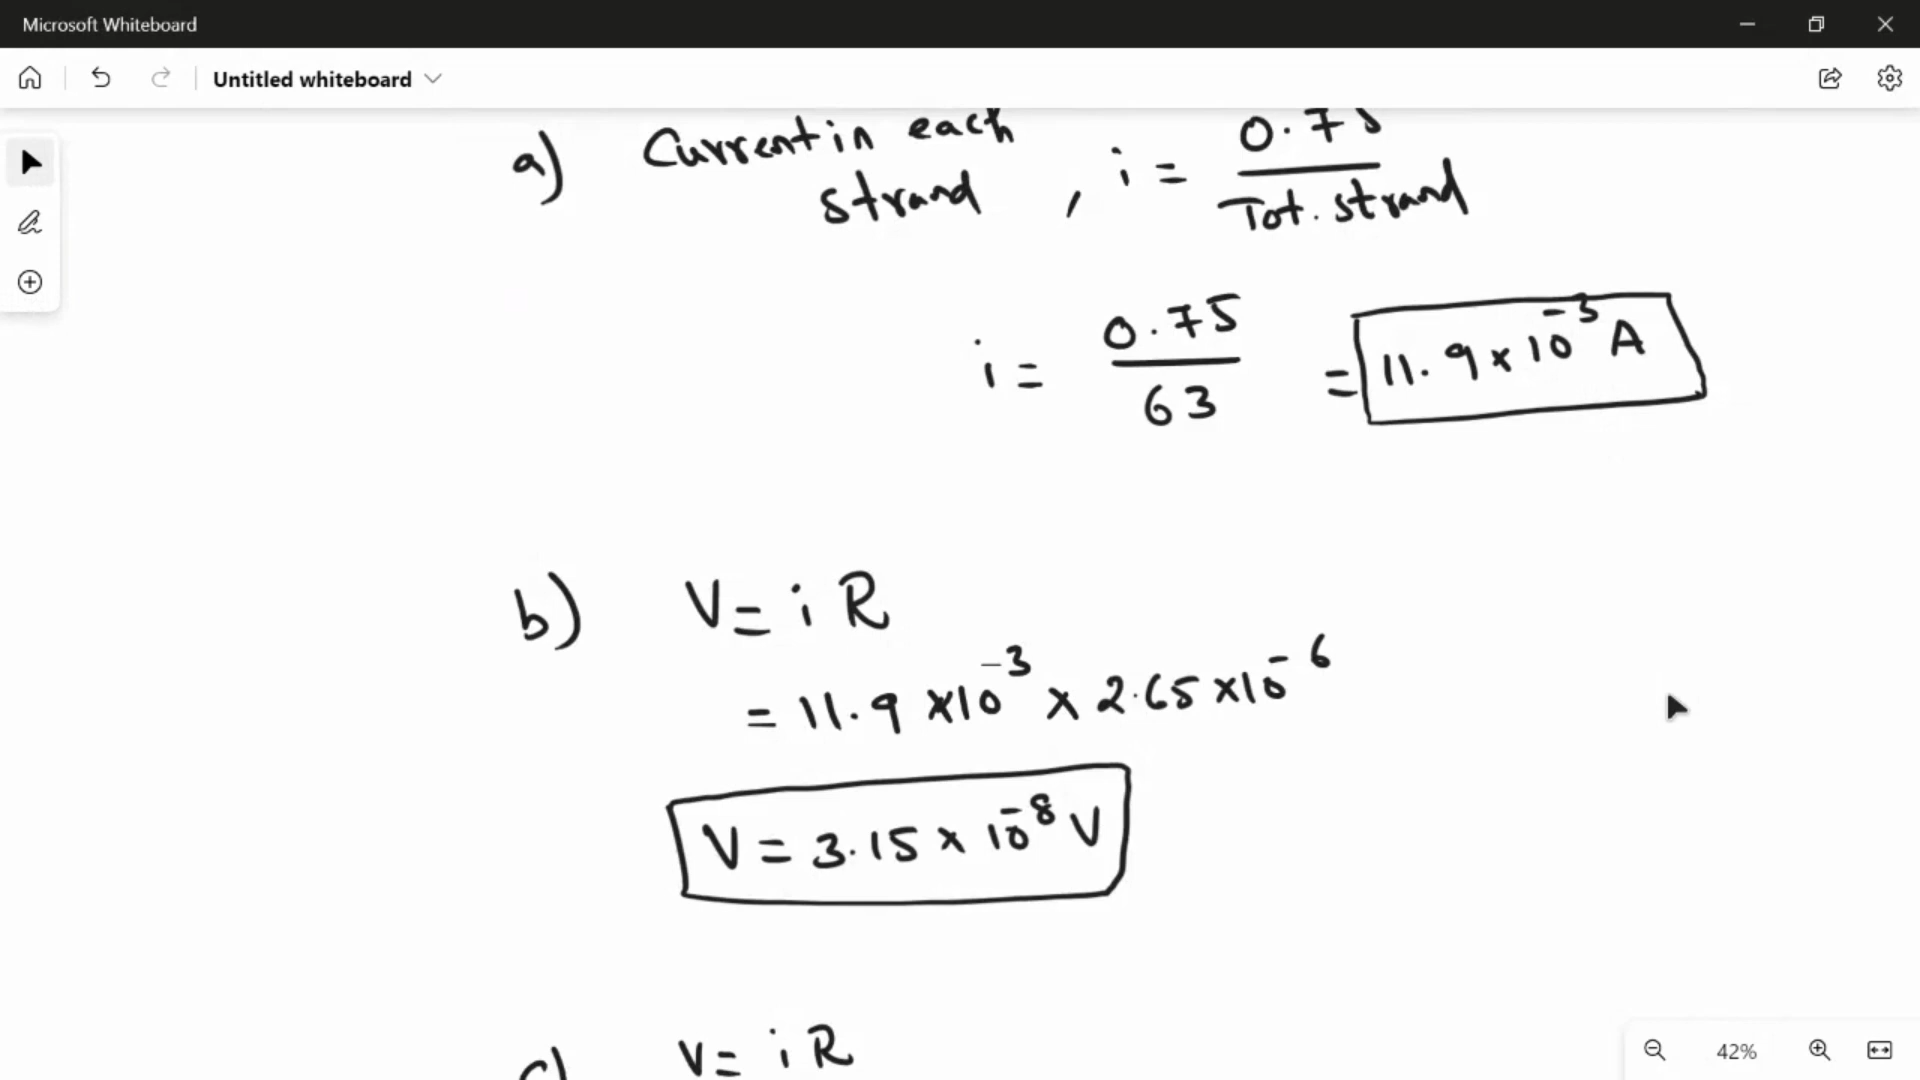 Microsoft Whiteboard
Untitled whiteboard
a) Current in each strand, i = 0.75 / Tot. strand
i = 0.75 / 63 = 11.9 x 10^-3 A
b) V = i R
= 11.9 x 10^-3 x 2.65 x 10^-6
V = 3.15 x 10^-8 V
c) V = i R
42%